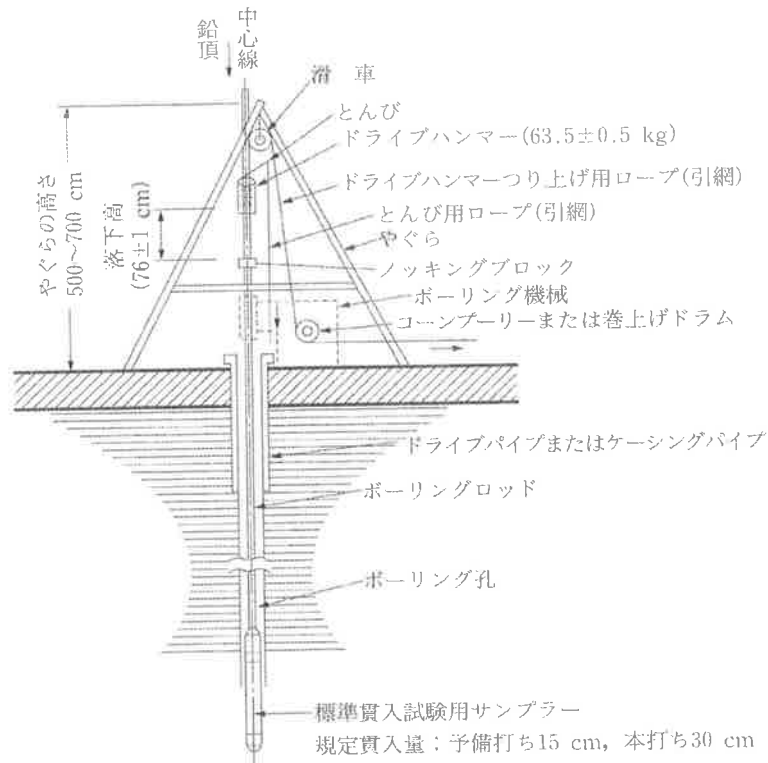 鉛頂
中心線
滑車
とんび
ドライブハンマー(63.5±0.5 kg)
ドライブハンマーつり上げ用ロープ(引綱)
とんび用ロープ(引綱)
やぐら
ノッキングブロック
ボーリング機械
コーンプーリーまたは巻上げドラム
やぐらの高さ
500〜700 cm
落下高
(76±1 cm)
ドライブパイプまたはケーシングパイプ
ボーリングロッド
ボーリング孔
標準貫入試験用サンプラー
規定貫入量：予備打ち15 cm，本打ち30 cm